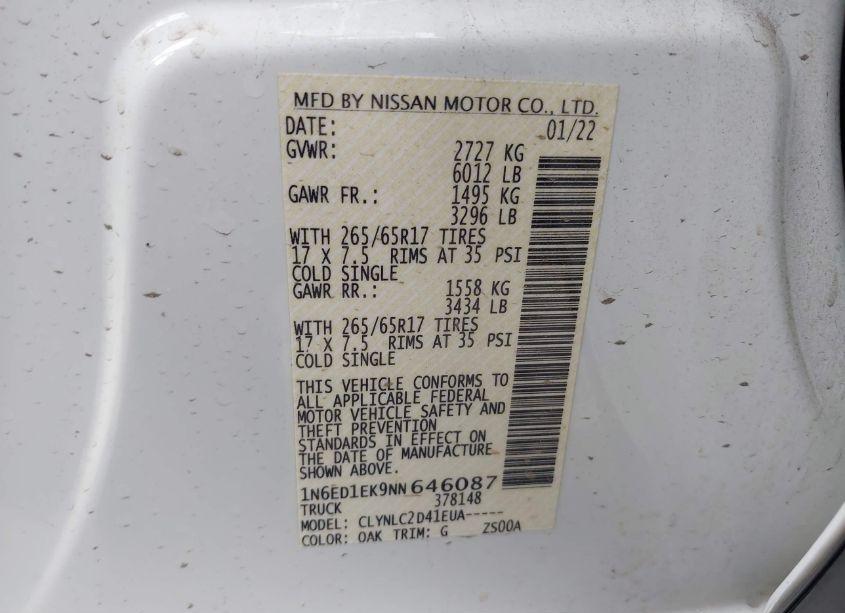 MFD BY NISSAN MOTOR CO., LTD.
DATE: 01/22
GVWR: 2727 KG
6012 LB
GAWR FR.: 1495 KG
3296 LB
WITH 265/65R17 TIRES
17 X 7.5 RIMS AT 35 PSI
COLD SINGLE
GAWR RR.: 1558 KG
3434 LB
WITH 265/65R17 TIRES
17 X 7.5 RIMS AT 35 PSI
COLD SINGLE
THIS VEHICLE CONFORMS TO
ALL APPLICABLE FEDERAL
MOTOR VEHICLE SAFETY AND
THEFT PREVENTION
STANDARDS IN EFFECT ON
THE DATE OF MANUFACTURE
SHOWN ABOVE.
1N6ED1EK9NN646087
TRUCK 378148
MODEL: CLYNLC2D41EUA-----
COLOR: QAK TRIM: G ZS00A